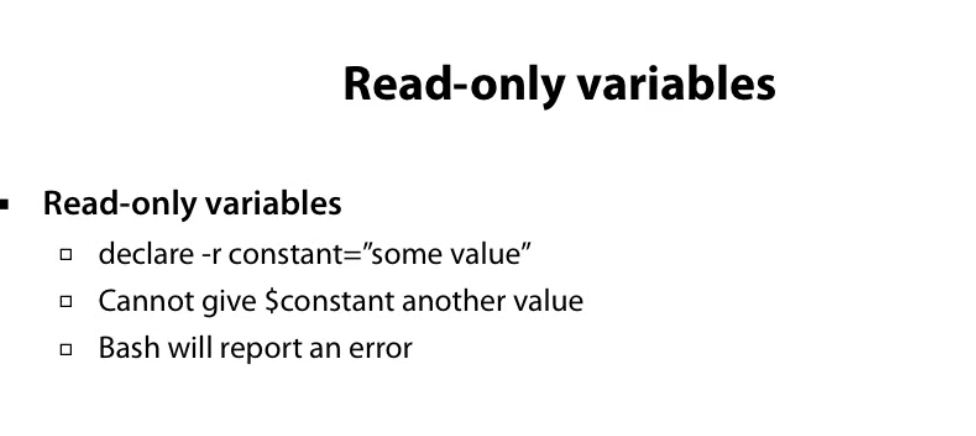 Read-only variables
▪ Read-only variables
▫ declare -r constant=”some value”
▫ Cannot give $constant another value
▫ Bash will report an error